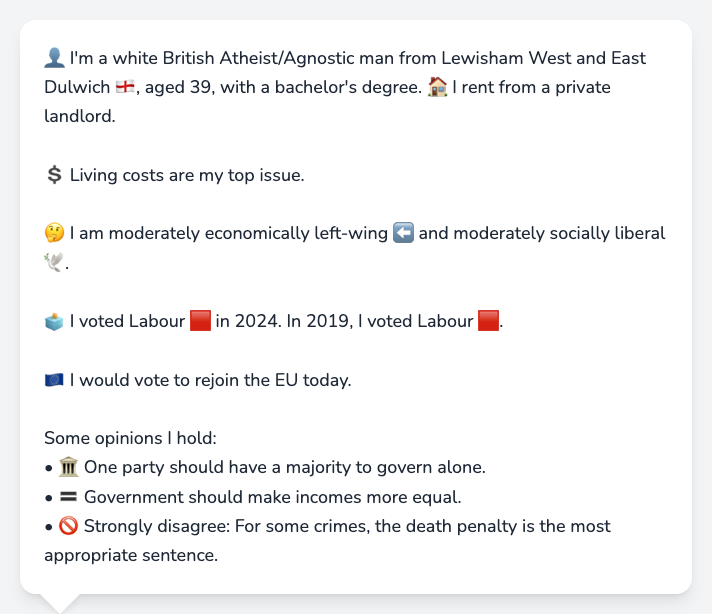 👤 I'm a white British Atheist/Agnostic man from Lewisham West and East
Dulwich 🏴󠁧󠁢󠁥󠁮󠁧󠁿, aged 39, with a bachelor's degree. 🏠 I rent from a private
landlord.
💲 Living costs are my top issue.
🤔 I am moderately economically left-wing ⬅️ and moderately socially liberal
🕊️.
🗳️ I voted Labour 🟥 in 2024. In 2019, I voted Labour 🟥.
🇪🇺 I would vote to rejoin the EU today.
Some opinions I hold:
• 🏛️ One party should have a majority to govern alone.
• 🟰 Government should make incomes more equal.
• 🚫 Strongly disagree: For some crimes, the death penalty is the most
appropriate sentence.